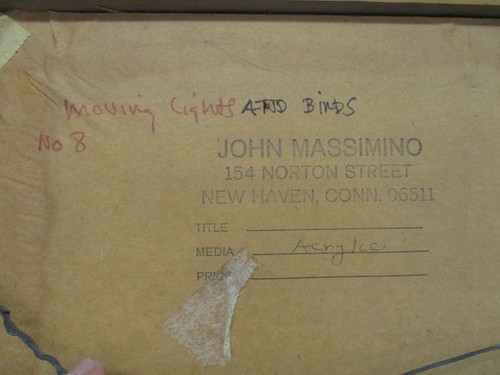 Moving Lights AND BIRDS
No 8
JOHN MASSIMINO
154 NORTON STREET
NEW HAVEN, CONN. 06511
TITLE
MEDIA Acrylic